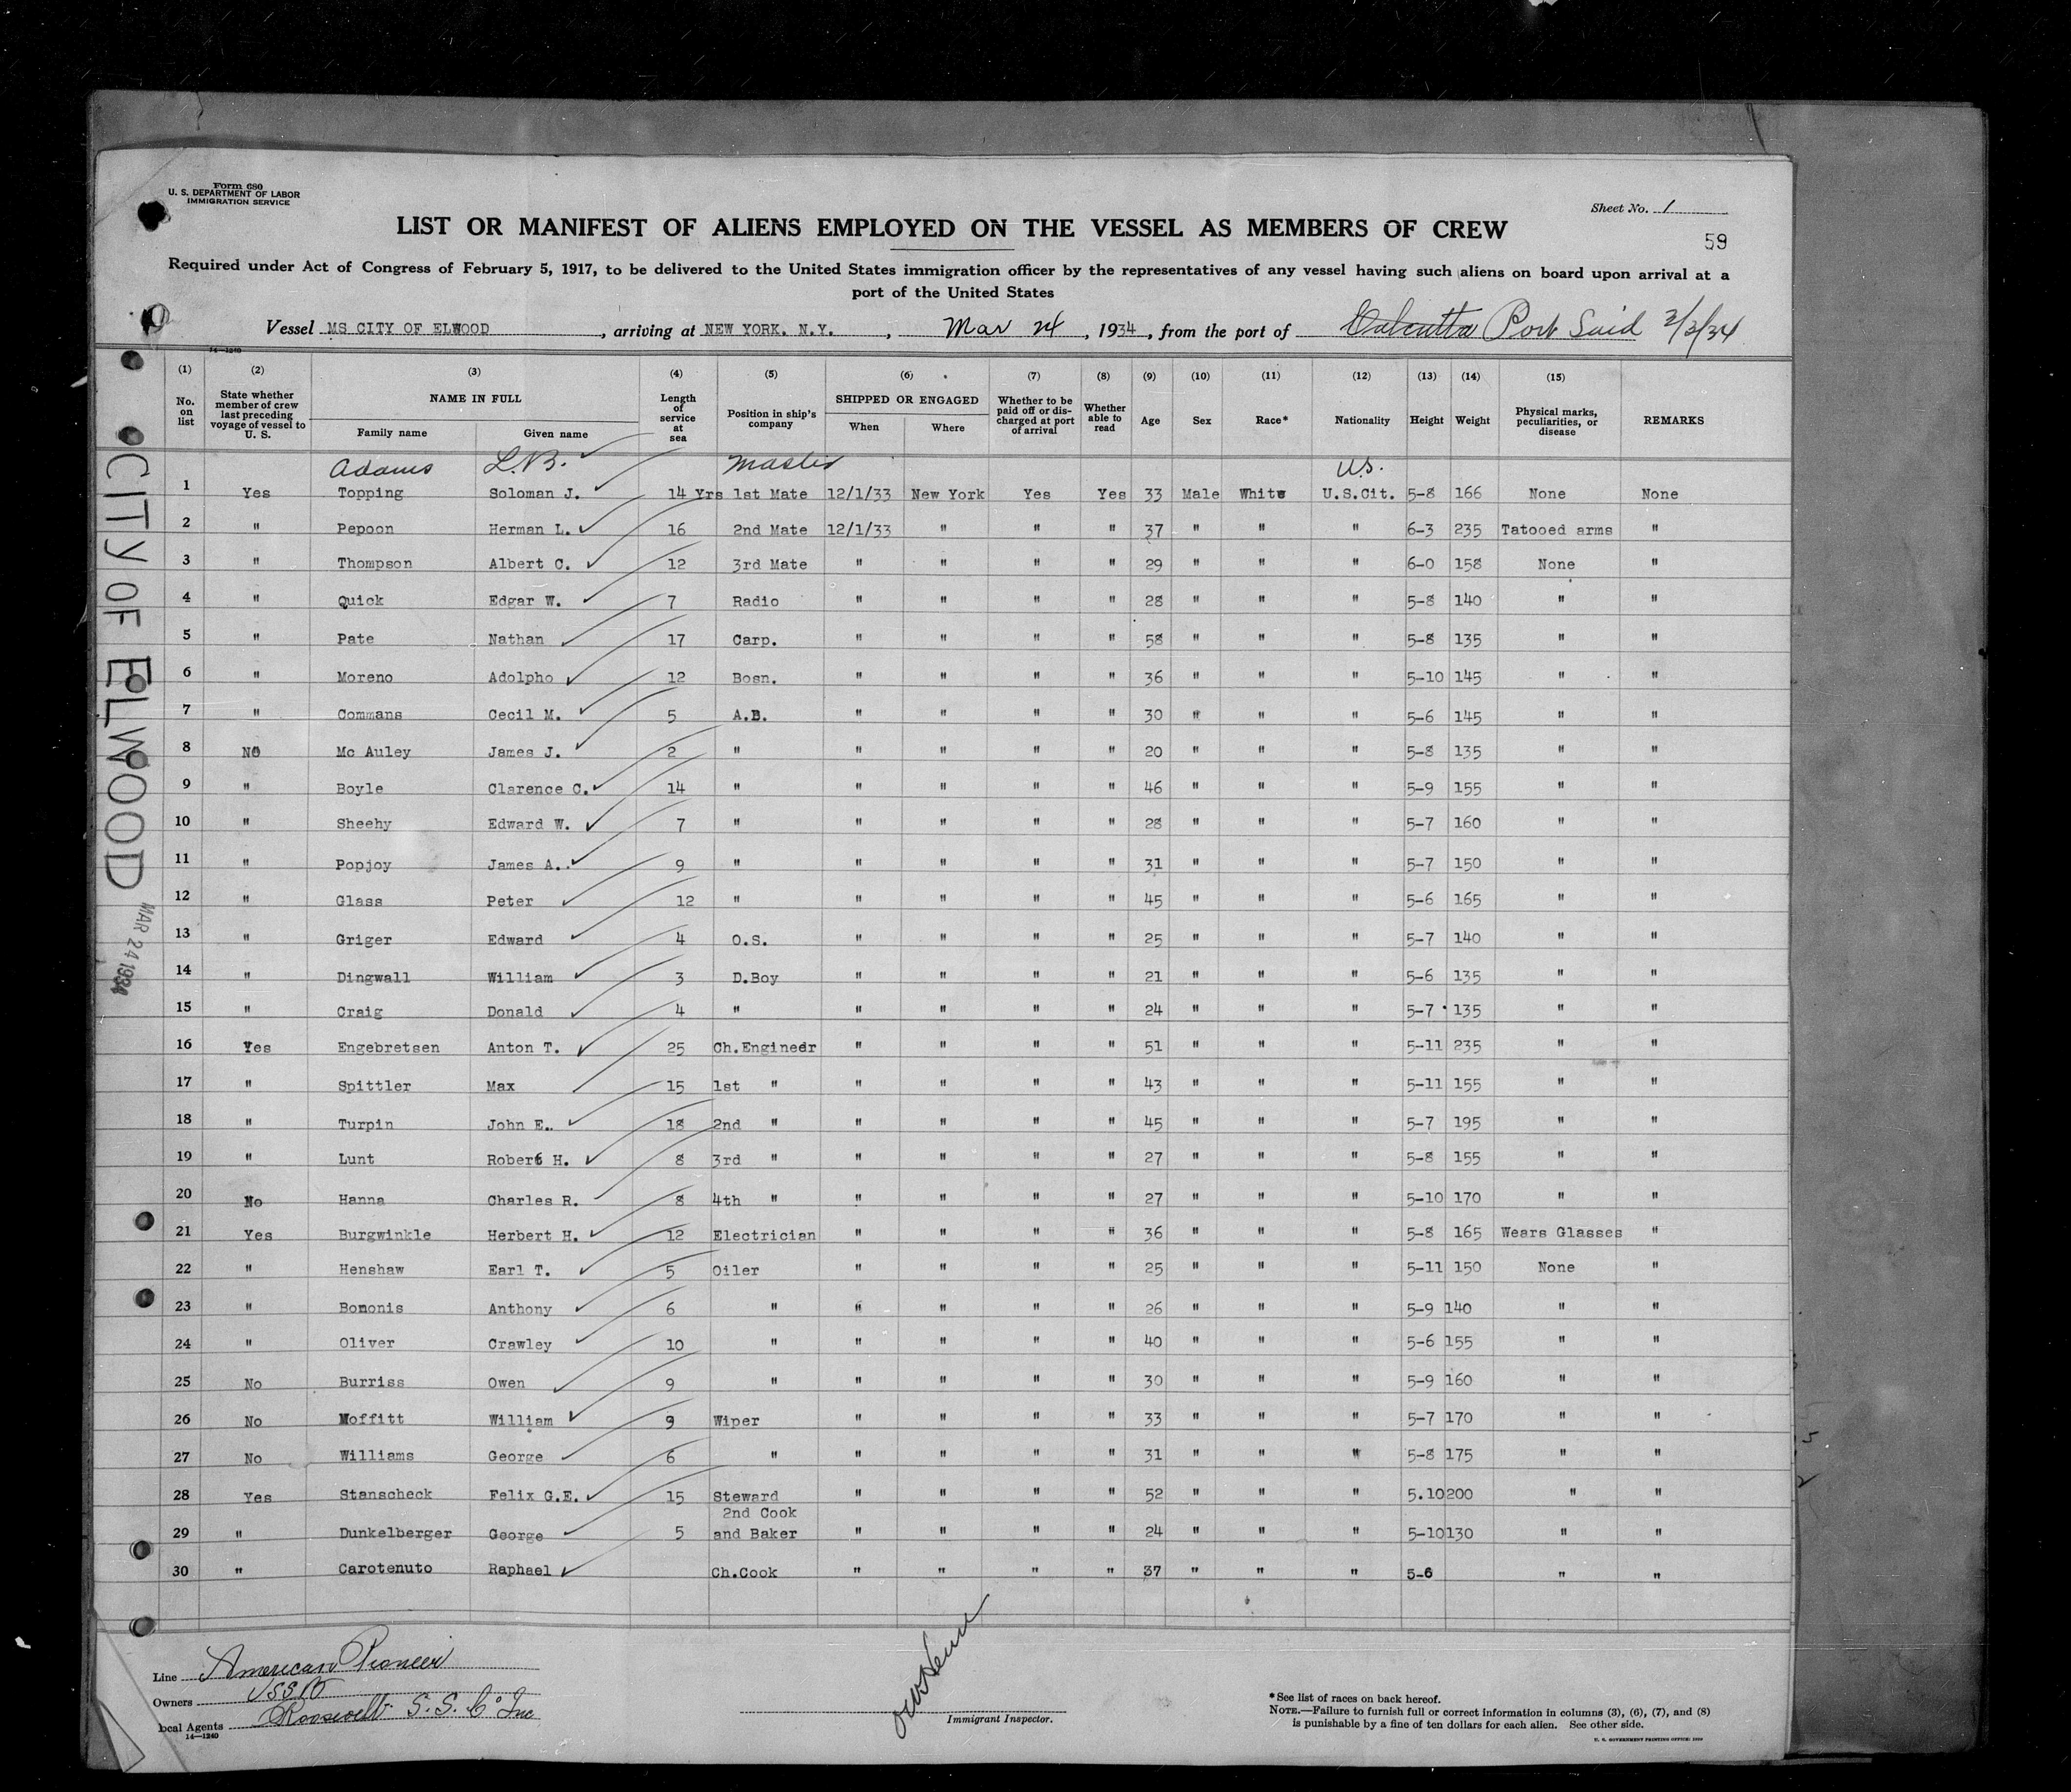 Form 680
U. S. DEPARTMENT OF LABOR
IMMIGRATION SERVICE
Sheet No. 1
LIST OR MANIFEST OF ALIENS EMPLOYED ON THE VESSEL AS MEMBERS OF CREW
59
Required under Act of Congress of February 5, 1917, to be delivered to the United States immigration officer by the representatives of any vessel having such aliens on board upon arrival at a
port of the United States
Vessel MS CITY OF ELWOOD, arriving at NEW YORK. N.Y., Mar 24, 1934, from the port of Calcutta Port Said 3/2/34
14—1240
(1) (2) (3) (4) (5) (6) (7) (8) (9) (10) (11) (12) (13) (14) (15)
No. on list State whether member of crew last preceding voyage of vessel to U. S. NAME IN FULL Family name Given name Length of service at sea Position in ship's company SHIPPED OR ENGAGED When Where Whether to be paid off or discharged at port of arrival Whether able to read Age Sex Race* Nationality Height Weight Physical marks, peculiarities, or disease REMARKS
Adams L.B. Master U.S.
1 Yes Topping Soloman J. 14 Yrs 1st Mate 12/1/33 New York Yes Yes 33 Male White U.S.Cit. 5-8 166 None None
2 " Pepoon Herman L. 16 2nd Mate 12/1/33 " " " 37 " " " 6-3 235 Tatooed arms "
3 " Thompson Albert C. 12 3rd Mate " " " " 29 " " " 6-0 158 None "
4 " Quick Edgar W. 7 Radio " " " " 28 " " " 5-8 140 " "
5 " Pate Nathan 17 Carp. " " " " 58 " " " 5-8 135 " "
6 " Moreno Adolpho 12 Bosn. " " " " 36 " " " 5-10 145 " "
7 " Commans Cecil M. 5 A.B. " " " " 30 " " " 5-6 145 " "
8 No Mc Auley James J. 2 " " " " " 20 " " " 5-8 135 " "
9 " Boyle Clarence C. 14 " " " " " 46 " " " 5-9 155 " "
10 " Sheehy Edward W. 7 " " " " " 28 " " " 5-7 160 " "
11 " Popjoy James A. 9 " " " " " 31 " " " 5-7 150 " "
12 " Glass Peter 12 " " " " " 45 " " " 5-6 165 " "
13 " Griger Edward 4 O.S. " " " " 25 " " " 5-7 140 " "
14 " Dingwall William 3 D.Boy " " " " 21 " " " 5-6 135 " "
15 " Craig Donald 4 " " " " " 24 " " " 5-7 135 " "
16 Yes Engebretsen Anton T. 25 Ch.Engineer " " " " 51 " " " 5-11 235 " "
17 " Spittler Max 15 1st " " " " " 43 " " " 5-11 155 " "
18 " Turpin John E. 18 2nd " " " " " 45 " " " 5-7 195 " "
19 " Lunt Robert H. 8 3rd " " " " " 27 " " " 5-8 155 " "
20 No Hanna Charles R. 8 4th " " " " " 27 " " " 5-10 170 " "
21 Yes Burgwinkle Herbert H. 12 Electrician " " " " 36 " " " 5-8 165 Wears Glasses "
22 " Henshaw Earl T. 5 Oiler " " " " 25 " " " 5-11 150 None "
23 " Bomonis Anthony 6 " " " " " 26 " " " 5-9 140 " "
24 " Oliver Crawley 10 " " " " " 40 " " " 5-6 155 " "
25 No Burriss Owen 9 " " " " " 30 " " " 5-9 160 " "
26 No Moffitt William 9 Wiper " " " " 33 " " " 5-7 170 " "
27 No Williams George 6 " " " " " 31 " " " 5-8 175 " "
28 Yes Stanscheck Felix G.E. 15 Steward " " " " 52 " " " 5.10 200 " "
29 " Dunkelberger George 5 2nd Cook and Baker " " " " 24 " " " 5-10 130 " "
30 " Carotenuto Raphael Ch.Cook " " " " 37 " " " 5-6 " "
CITY OF ELWOOD
MAR 24 1934
Line American Pioneer
Owners USSB
Local Agents Roosevelt S. S. Co Inc
14—1240
Immigrant Inspector.
*See list of races on back hereof.
NOTE.—Failure to furnish full or correct information in columns (3), (6), (7), and (8)
is punishable by a fine of ten dollars for each alien. See other side.
U. S. GOVERNMENT PRINTING OFFICE: